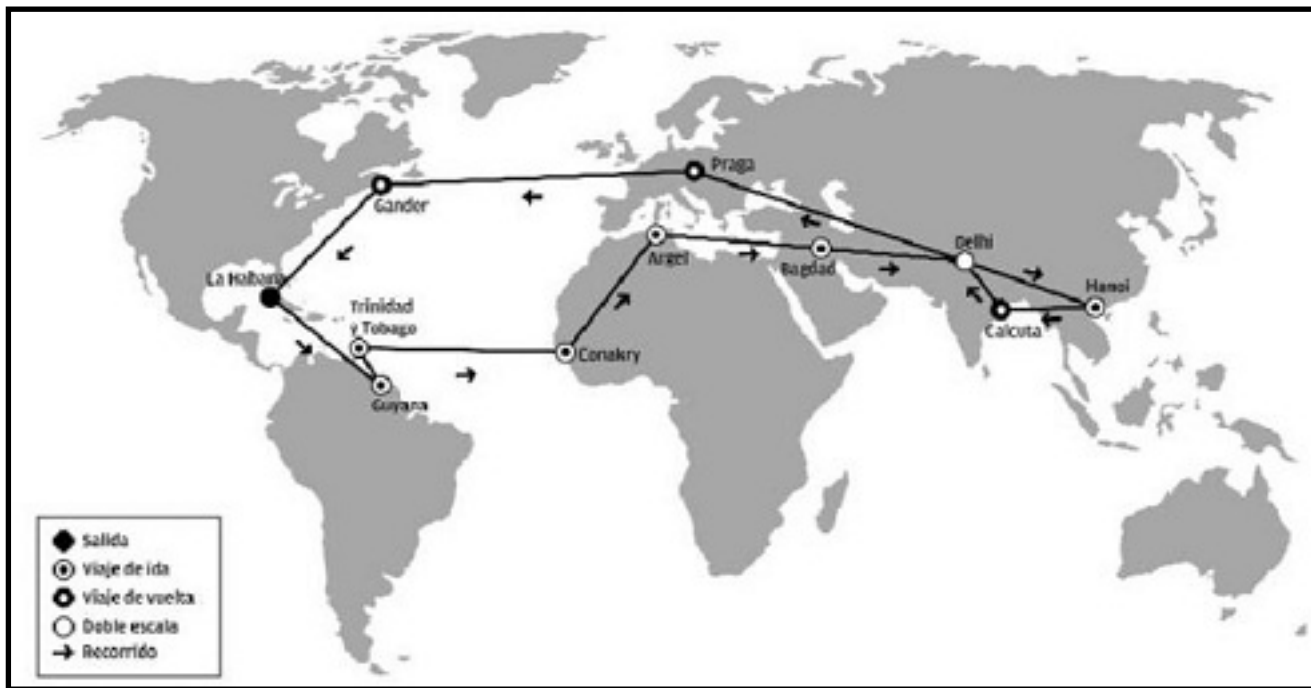 Praga
Gander
Argel
Bagdad
Delhi
Hanoi
La Habana
Trinidad
y Tobago
Calcuta
Conakry
Guyana
Salida
Viaje de ida
Viaje de vuelta
Doble escala
Recorrido